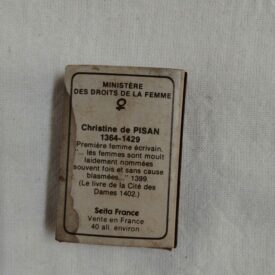 MINISTÈRE
DES DROITS DE LA FEMME
♀
Christine de PISAN
1364-1429
Première femme écrivain.
"... les femmes sont moult
laidement nommées
souvent fois et sans cause
blasmées..." 1399.
(Le livre de la Cité des
Dames 1402.)
Seita France
Vente en France
40 all. environ